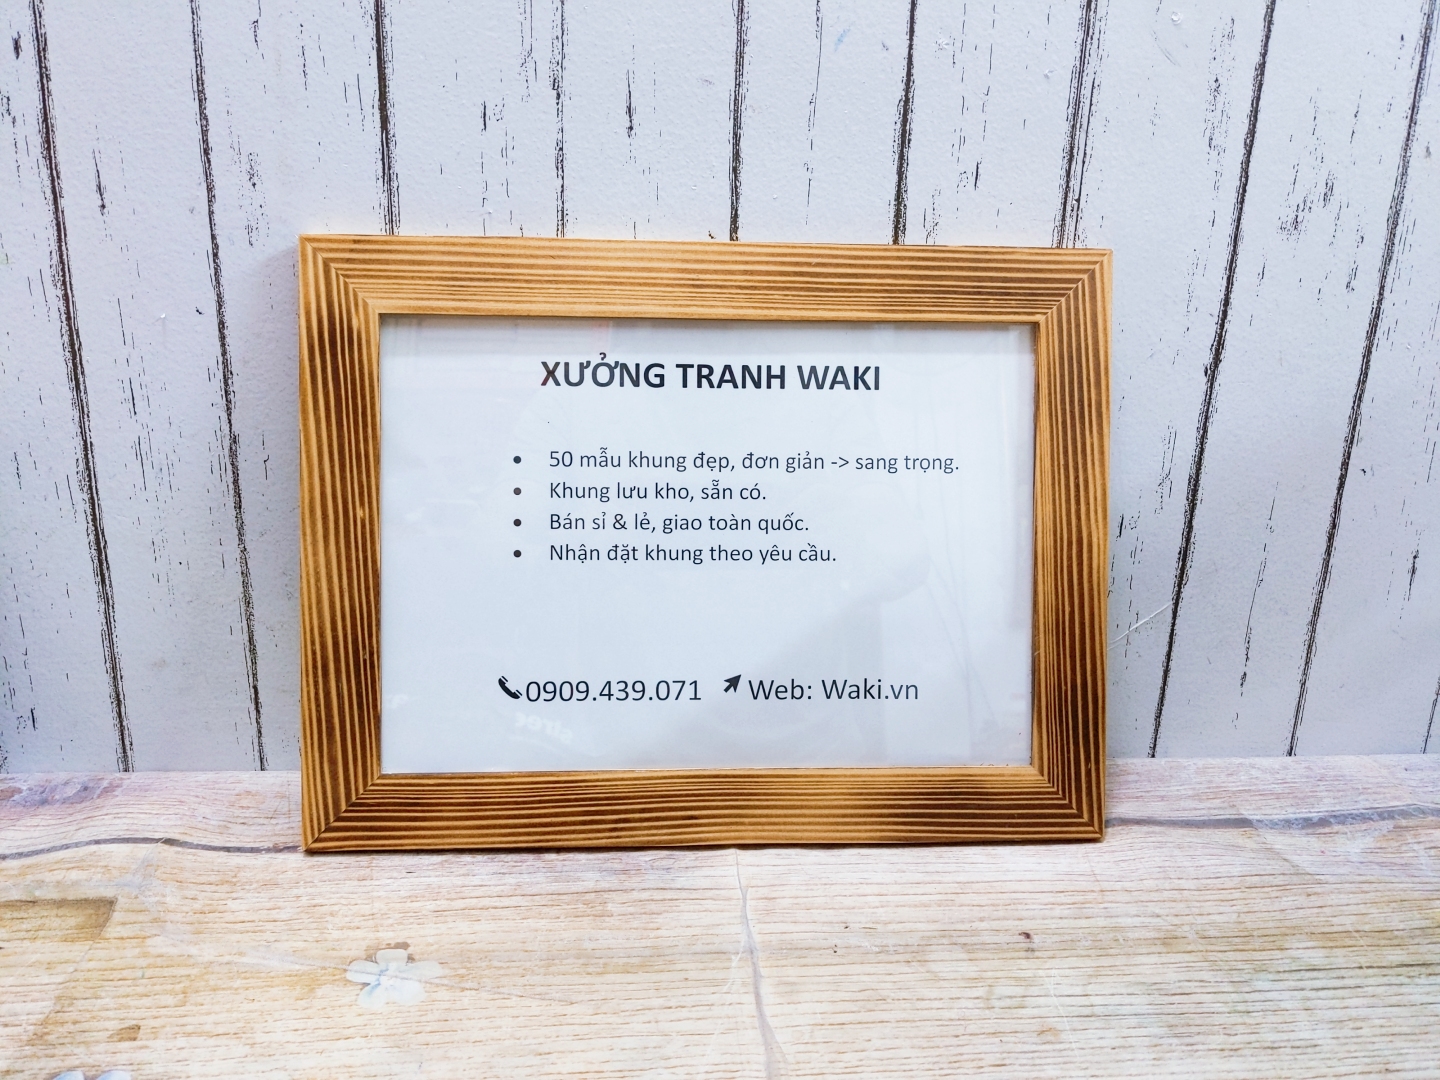 XƯỞNG TRANH WAKI
• 50 mẫu khung đẹp, đơn giản -> sang trọng.
• Khung lưu kho, sẵn có.
• Bán sỉ & lẻ, giao toàn quốc.
• Nhận đặt khung theo yêu cầu.
0909.439.071 Web: Waki.vn